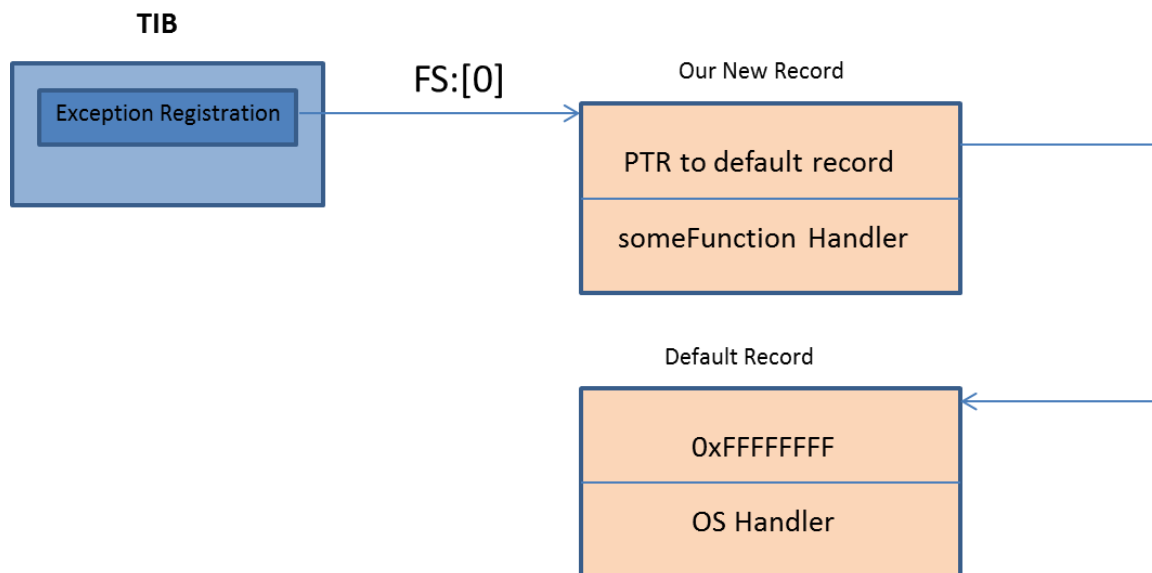 TIB
Exception Registration
FS:[0]
Our New Record
PTR to default record
someFunction Handler
Default Record
0xFFFFFFFF
OS Handler